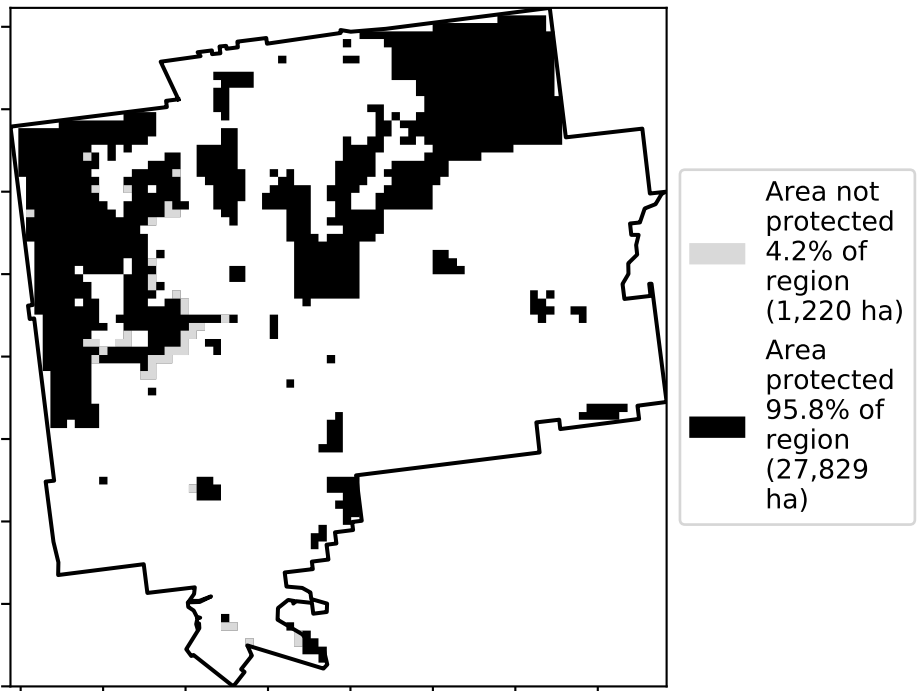 Area not
protected
4.2% of
region
(1,220 ha)
Area
protected
95.8% of
region
(27,829
ha)